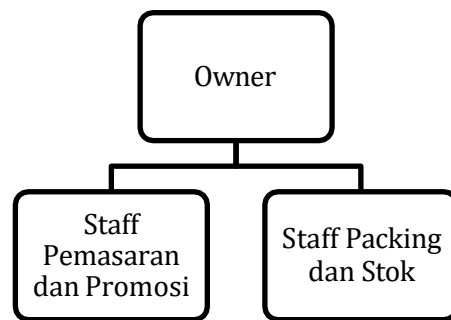 Owner
Staff
Pemasaran
dan Promosi
Staff Packing
dan Stok